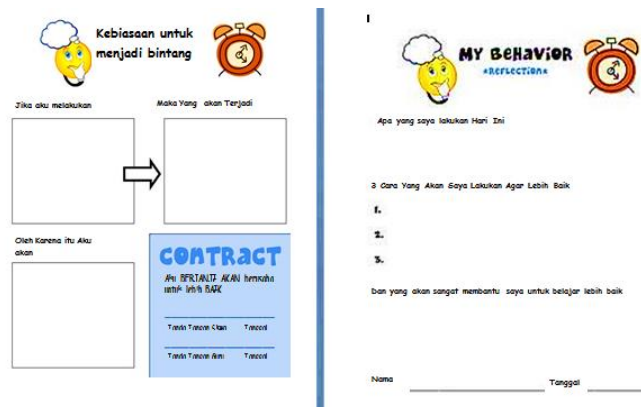 Kebiasaan untuk
menjadi bintang
Jika aku melakukan
Maka Yang akan Terjadi
Oleh Karena itu Aku
akan
CONTRACT
Aku BERJANJI AKAN berusaha
untuk lebih BAIK
Tanda Tangan Siswa Tanggal
Tanda Tangan Guru Tanggal
MY BEHAVIOR
REFLECTION
Apa yang saya lakukan Hari Ini
3 Cara Yang Akan Saya Lakukan Agar Lebih Baik
1.
2.
3.
Dan yang akan sangat membantu saya untuk belajar lebih baik
Nama Tanggal